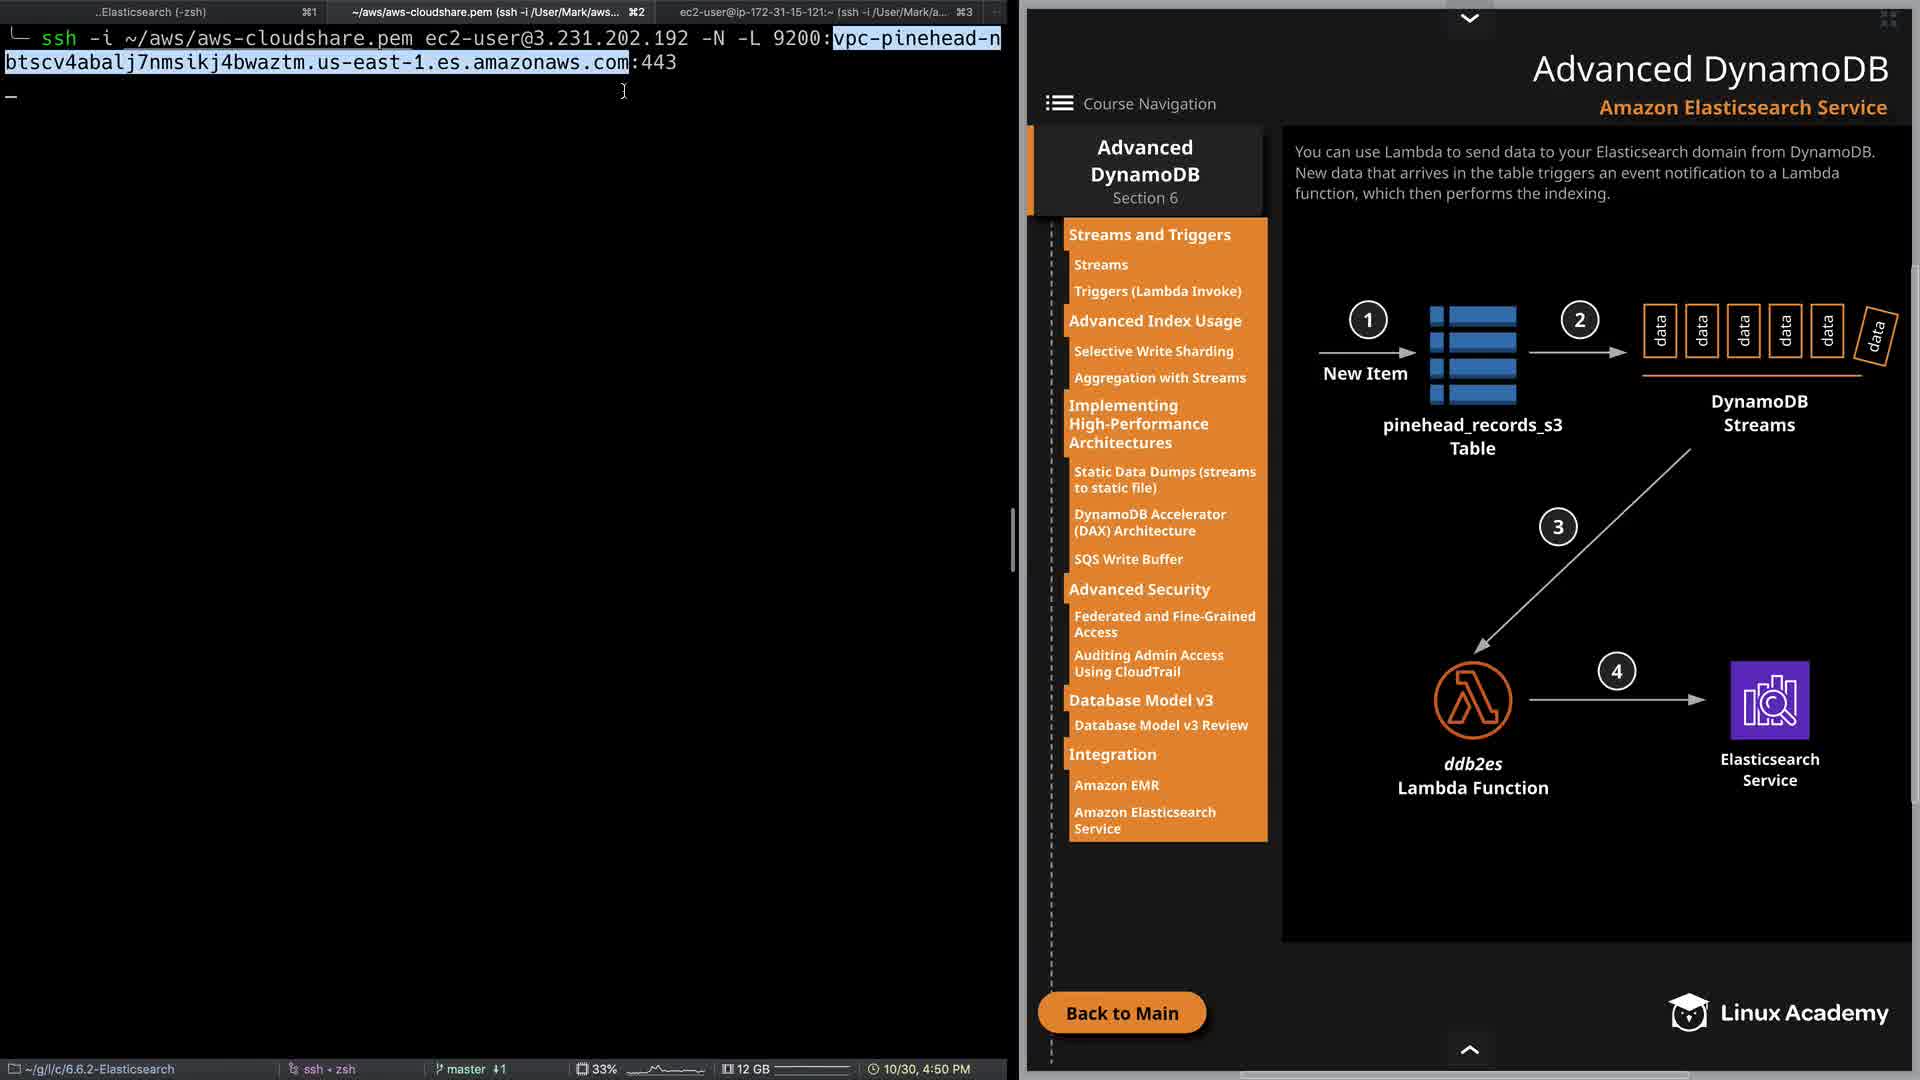 ..Elasticsearch (-zsh) ⌘1 ~/aws/aws-cloudshare.pem (ssh -i /User/Mark/aws... ⌘2 ec2-user@ip-172-31-15-121:~ (ssh -i /User/Mark/a... ⌘3
ssh -i ~/aws/aws-cloudshare.pem ec2-user@3.231.202.192 -N -L 9200:vpc-pinehead-n
btscv4abalj7nmsikj4bwaztm.us-east-1.es.amazonaws.com:443
~/g/l/c/6.6.2-Elasticsearch ssh • zsh master ⇣1 33% 12 GB 10/30, 4:50 PM
Advanced DynamoDB
Amazon Elasticsearch Service
Course Navigation
Advanced
DynamoDB
Section 6
Streams and Triggers
Streams
Triggers (Lambda Invoke)
Advanced Index Usage
Selective Write Sharding
Aggregation with Streams
Implementing
High-Performance
Architectures
Static Data Dumps (streams
to static file)
DynamoDB Accelerator
(DAX) Architecture
SQS Write Buffer
Advanced Security
Federated and Fine-Grained
Access
Auditing Admin Access
Using CloudTrail
Database Model v3
Database Model v3 Review
Integration
Amazon EMR
Amazon Elasticsearch
Service
Back to Main
You can use Lambda to send data to your Elasticsearch domain from DynamoDB.
New data that arrives in the table triggers an event notification to a Lambda
function, which then performs the indexing.
1
New Item
pinehead_records_s3
Table
2
data data data data data data
DynamoDB
Streams
3
ddb2es
Lambda Function
4
Elasticsearch
Service
Linux Academy